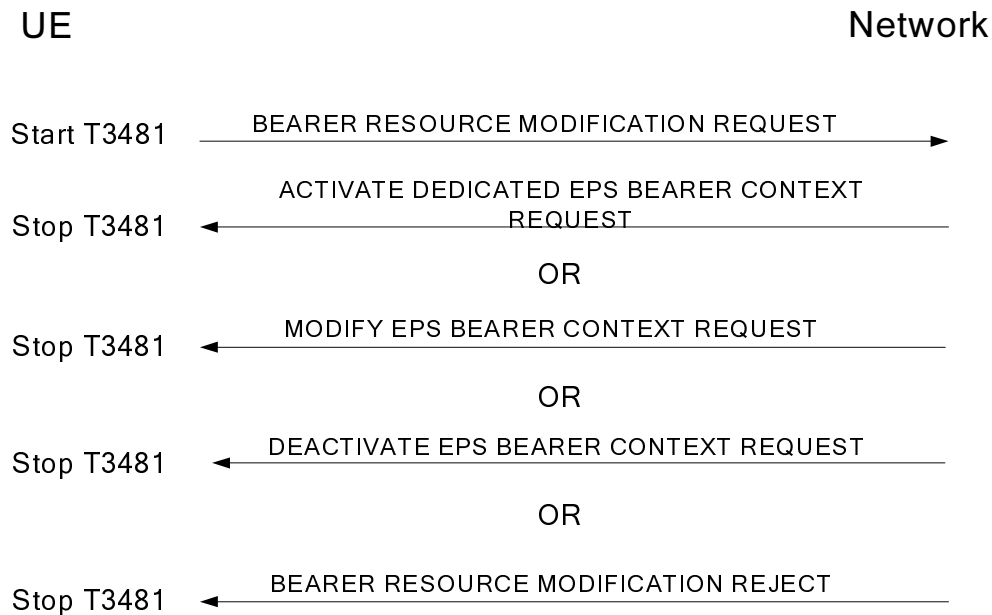 UE
Network
Start T3481
BEARER RESOURCE MODIFICATION REQUEST
ACTIVATE DEDICATED EPS BEARER CONTEXT
REQUEST
Stop T3481
OR
MODIFY EPS BEARER CONTEXT REQUEST
Stop T3481
OR
DEACTIVATE EPS BEARER CONTEXT REQUEST
Stop T3481
OR
BEARER RESOURCE MODIFICATION REJECT
Stop T3481